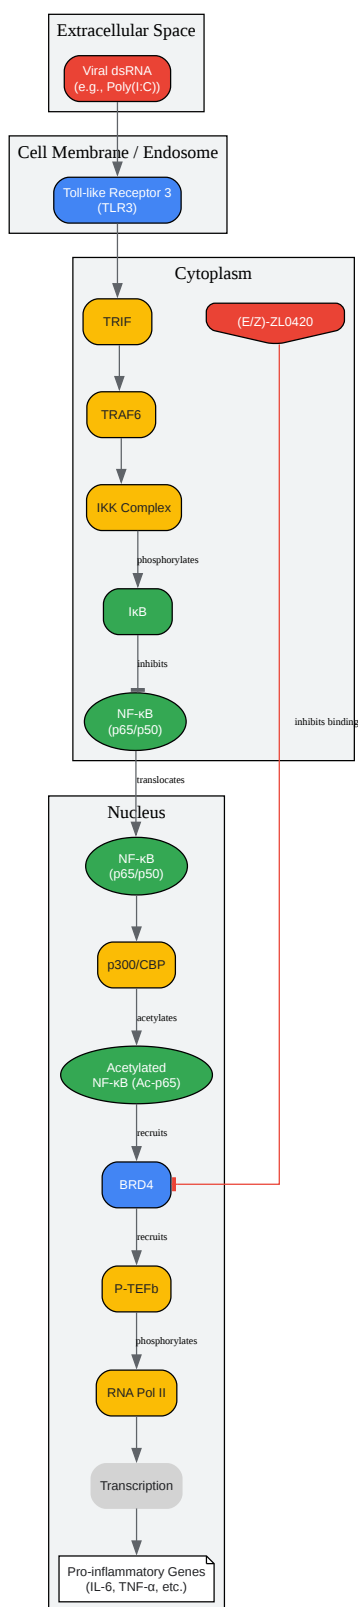 Extracellular Space
Viral dsRNA
(e.g., Poly(I:C))
Cell Membrane / Endosome
Toll-like Receptor 3
(TLR3)
Cytoplasm
TRIF
(E/Z)-ZL0420
TRAF6
IKK Complex
phosphorylates
IκB
inhibits
NF-κB
(p65/p50)
inhibits binding
translocates
Nucleus
NF-κB
(p65/p50)
p300/CBP
acetylates
Acetylated
NF-κB (Ac-p65)
recruits
BRD4
recruits
P-TEFb
phosphorylates
RNA Pol II
Transcription
Pro-inflammatory Genes
(IL-6, TNF-α, etc.)